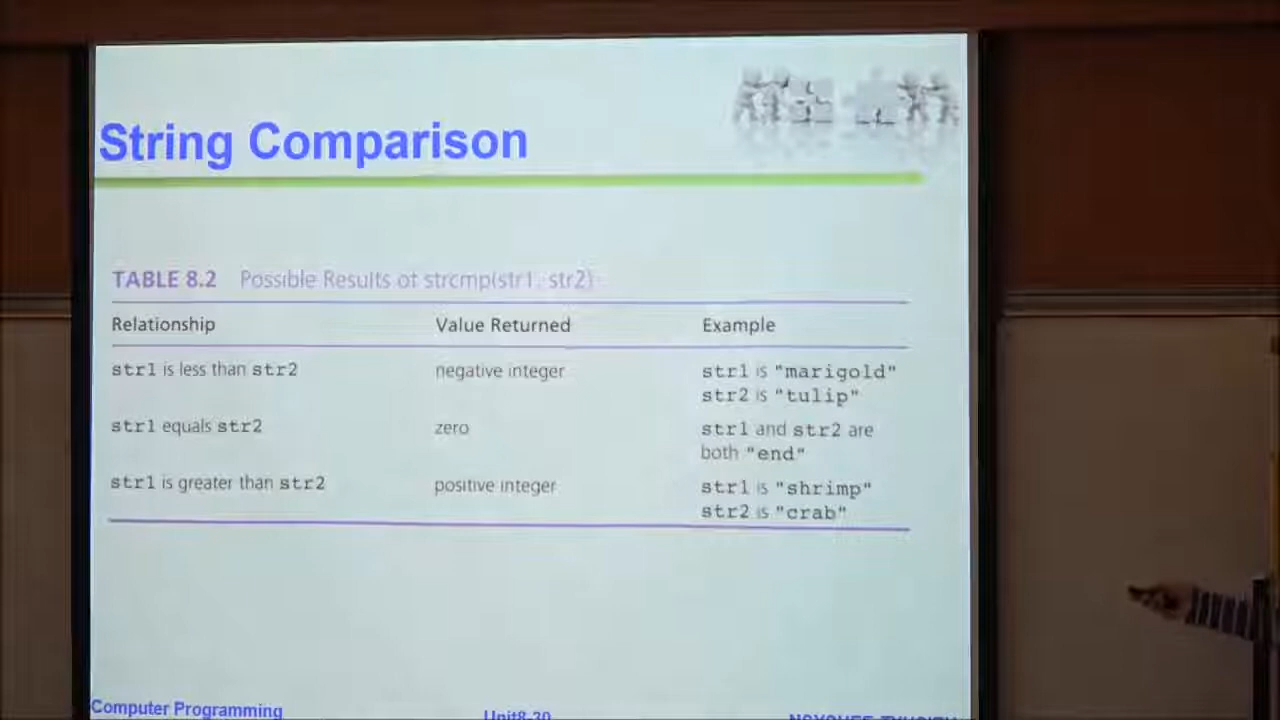 String Comparison
TABLE 8.2 Possible Results of strcmp(str1, str2)
Relationship Value Returned Example
str1 is less than str2 negative integer str1 is "marigold"
str2 is "tulip"
str1 equals str2 zero str1 and str2 are
both "end"
str1 is greater than str2 positive integer str1 is "shrimp"
str2 is "crab"
Computer Programming Unit8-30